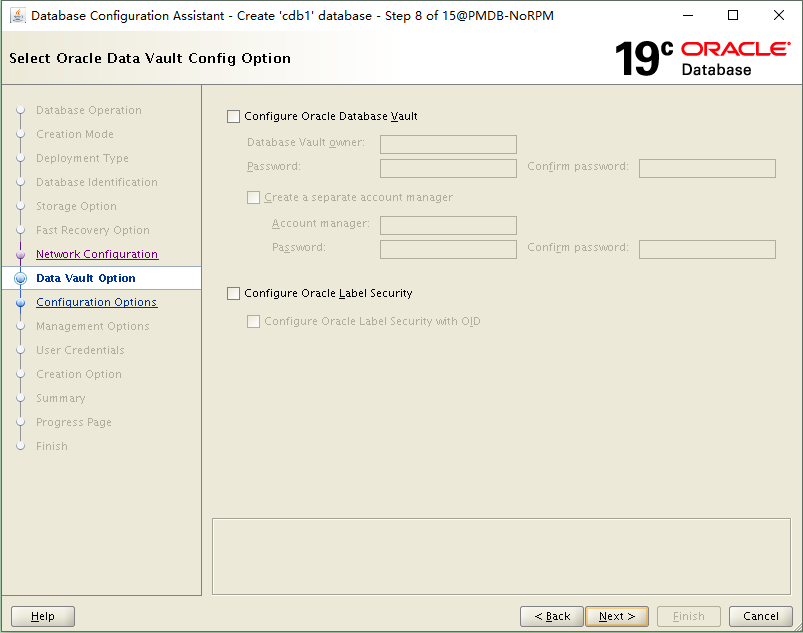 Database Configuration Assistant - Create 'cdb1' database - Step 8 of 15@PMDB-NoRPM
Select Oracle Data Vault Config Option
19c ORACLE
Database
Database Operation
Creation Mode
Deployment Type
Database Identification
Storage Option
Fast Recovery Option
Network Configuration
Data Vault Option
Configuration Options
Management Options
User Credentials
Creation Option
Summary
Progress Page
Finish
Configure Oracle Database Vault
Database Vault owner:
Password: Confirm password:
Create a separate account manager
Account manager:
Password: Confirm password:
Configure Oracle Label Security
Configure Oracle Label Security with OID
Help < Back Next > Finish Cancel